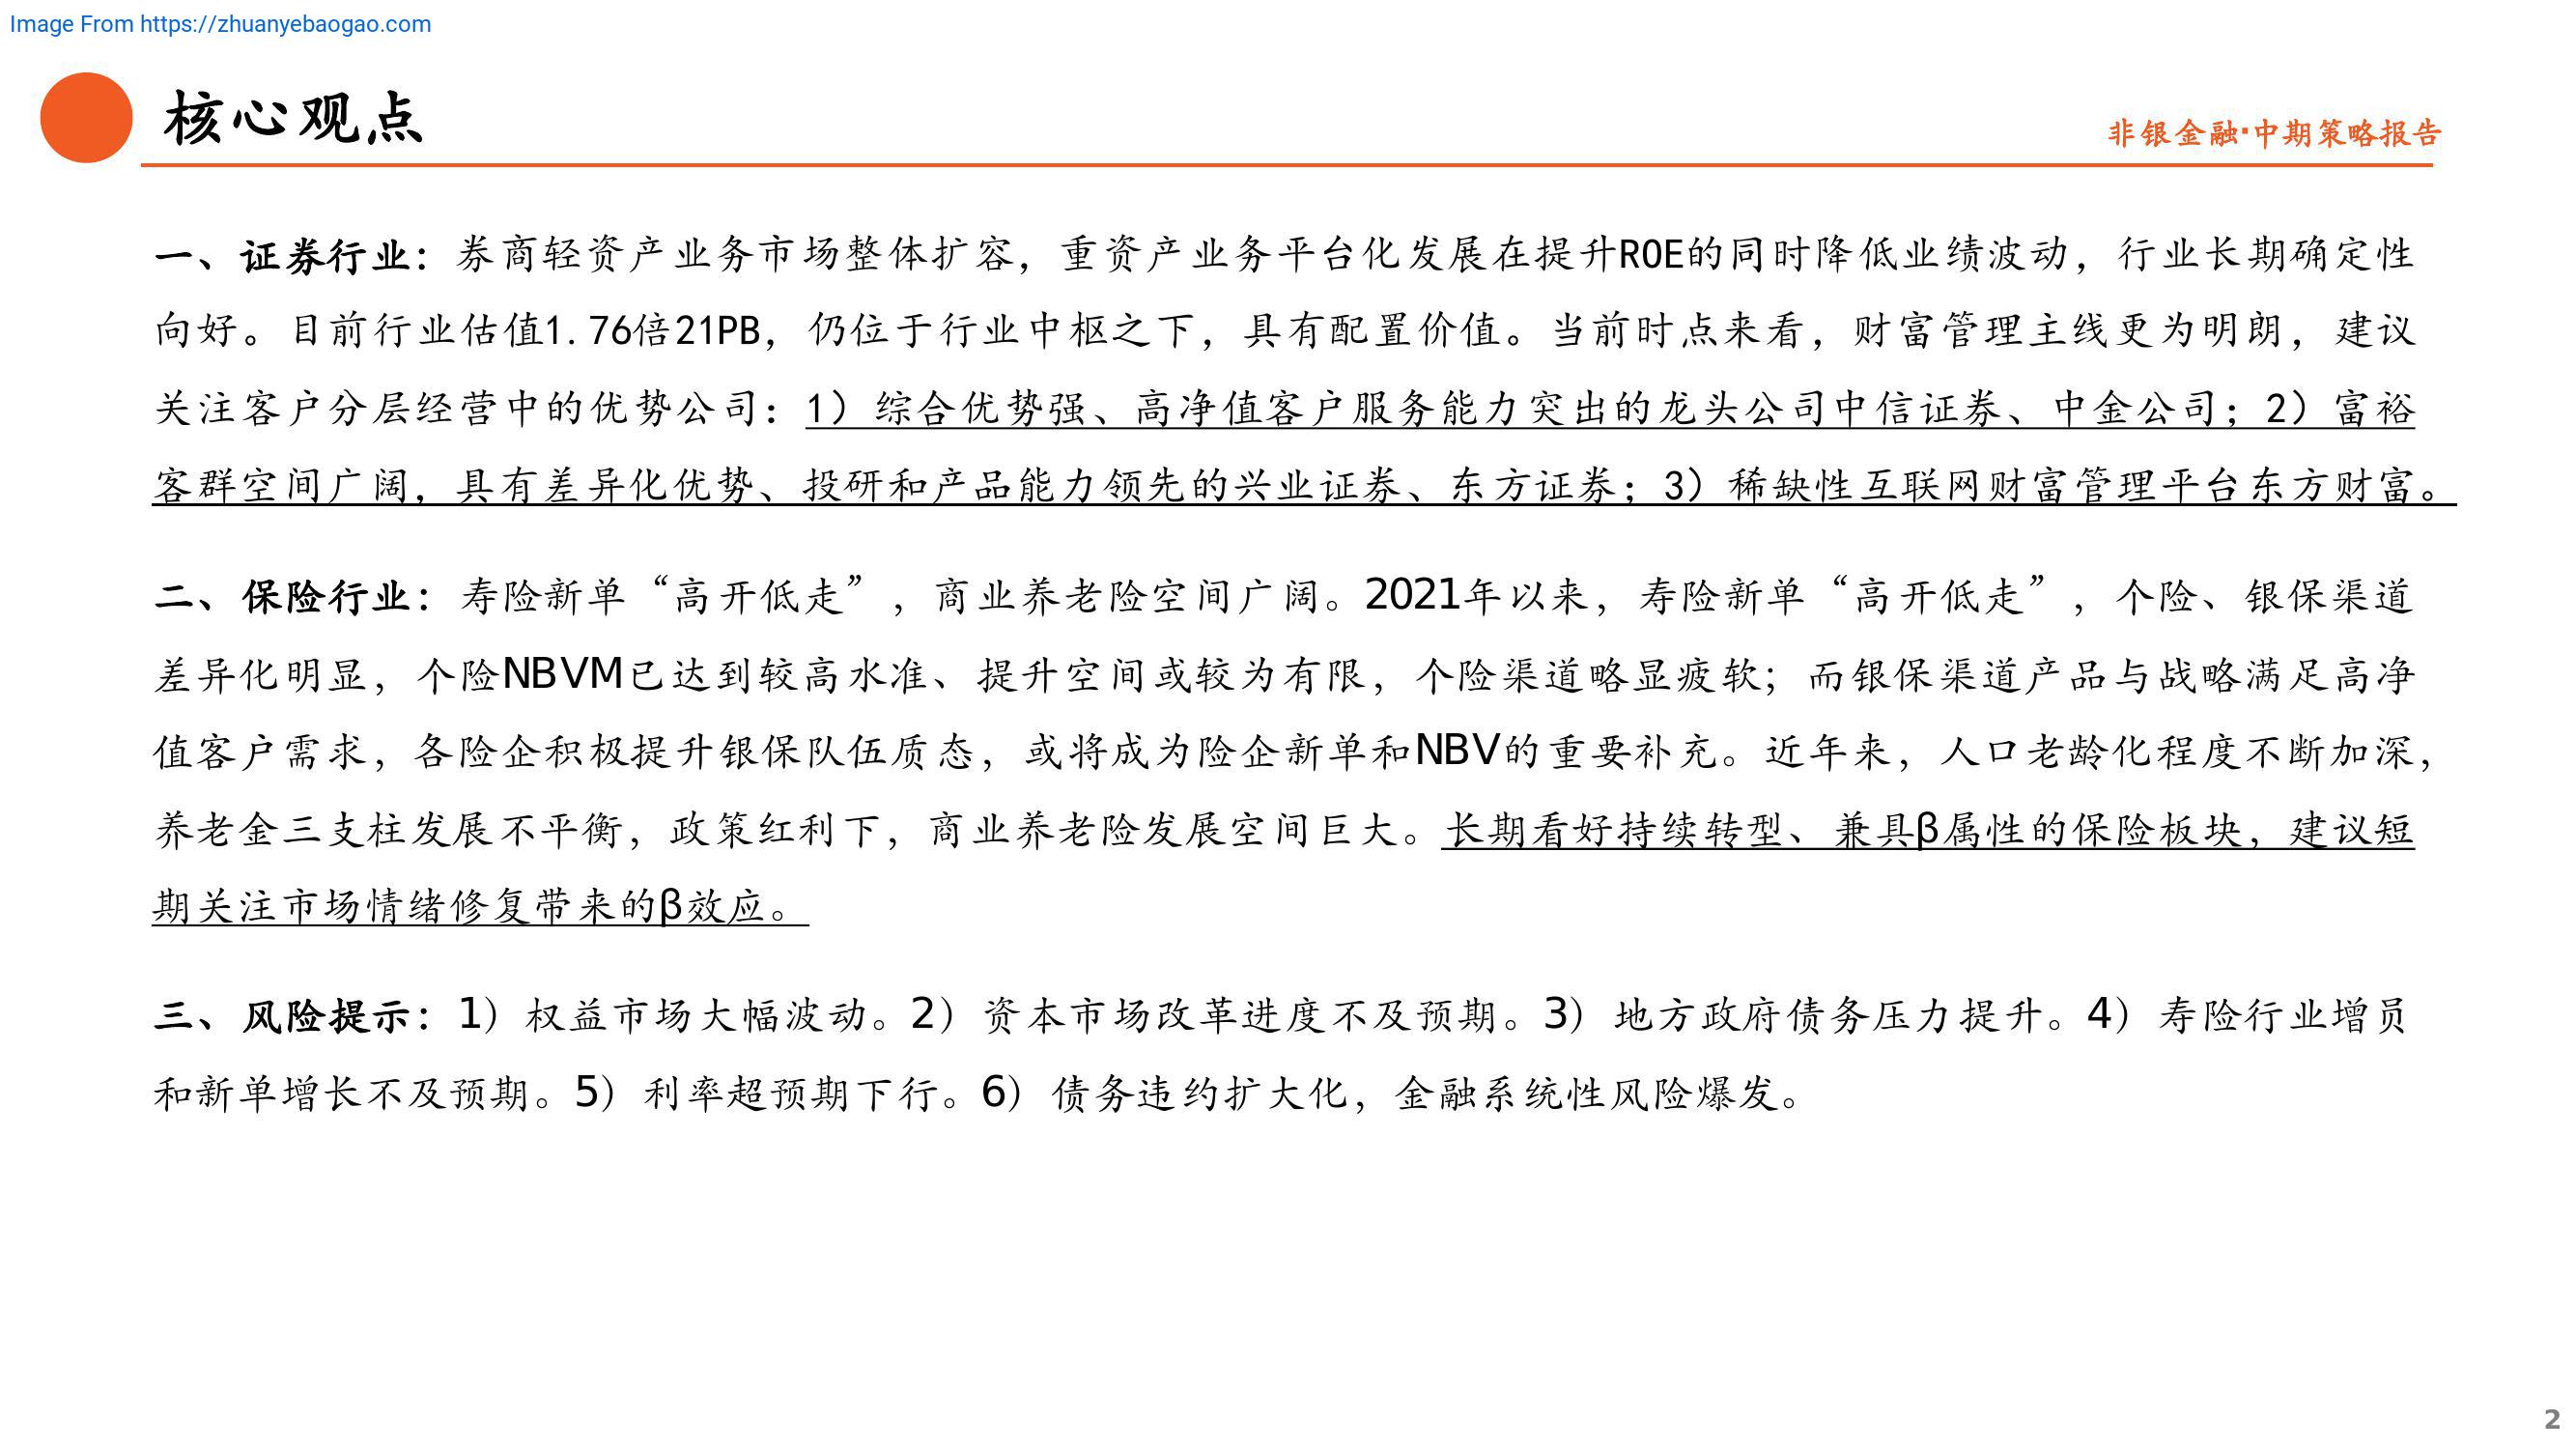 Image From https://zhuanyebaogao.com
核心观点
非银金融·中期策略报告
一、证券行业：券商轻资产业务市场整体扩容，重资产业务平台化发展在提升ROE的同时降低业绩波动，行业长期确定性
向好。目前行业估值1.76倍21PB，仍位于行业中枢之下，具有配置价值。当前时点来看，财富管理主线更为明朗，建议
关注客户分层经营中的优势公司：1）综合优势强、高净值客户服务能力突出的龙头公司中信证券、中金公司；2）富裕
客群空间广阔，具有差异化优势、投研和产品能力领先的兴业证券、东方证券；3）稀缺性互联网财富管理平台东方财富。
二、保险行业：寿险新单“高开低走”，商业养老险空间广阔。2021年以来，寿险新单“高开低走”，个险、银保渠道
差异化明显，个险NBVM已达到较高水准、提升空间或较为有限，个险渠道略显疲软；而银保渠道产品与战略满足高净
值客户需求，各险企积极提升银保队伍质态，或将成为险企新单和NBV的重要补充。近年来，人口老龄化程度不断加深，
养老金三支柱发展不平衡，政策红利下，商业养老险发展空间巨大。长期看好持续转型、兼具β属性的保险板块，建议短
期关注市场情绪修复带来的β效应。
三、风险提示：1）权益市场大幅波动。2）资本市场改革进度不及预期。3）地方政府债务压力提升。4）寿险行业增员
和新单增长不及预期。5）利率超预期下行。6）债务违约扩大化，金融系统性风险爆发。
2